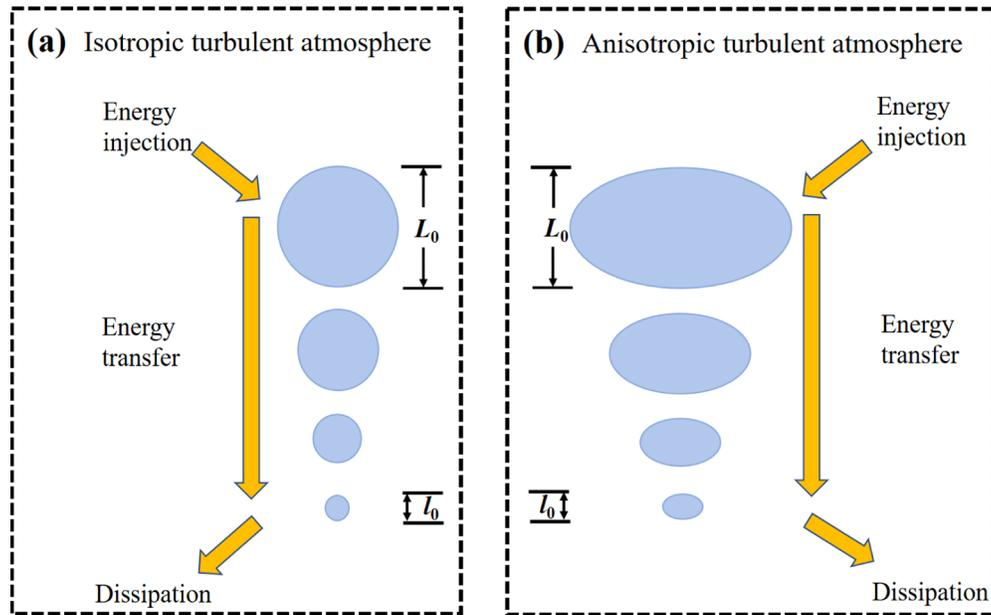 (a) Isotropic turbulent atmosphere
Energy
injection
L₀
Energy
transfer
l₀
Dissipation
(b) Anisotropic turbulent atmosphere
Energy
injection
L₀
Energy
transfer
l₀
Dissipation